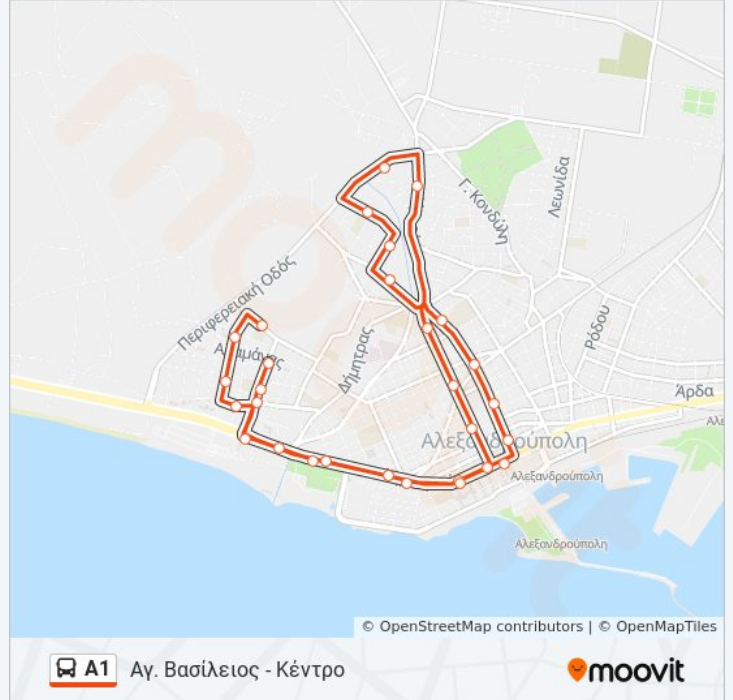 Γ. Κονδύλη
Λεωνίδα
Περιφερειακή Οδός
Δήμητρας
Ρόδου
Άρδα
Αλεξανδρούπολη
Αλεξανδρούπολη
Αλεξανδρούπολη
© OpenStreetMap contributors | © OpenMapTiles
A1 Αγ. Βασίλειος - Κέντρο
moovit